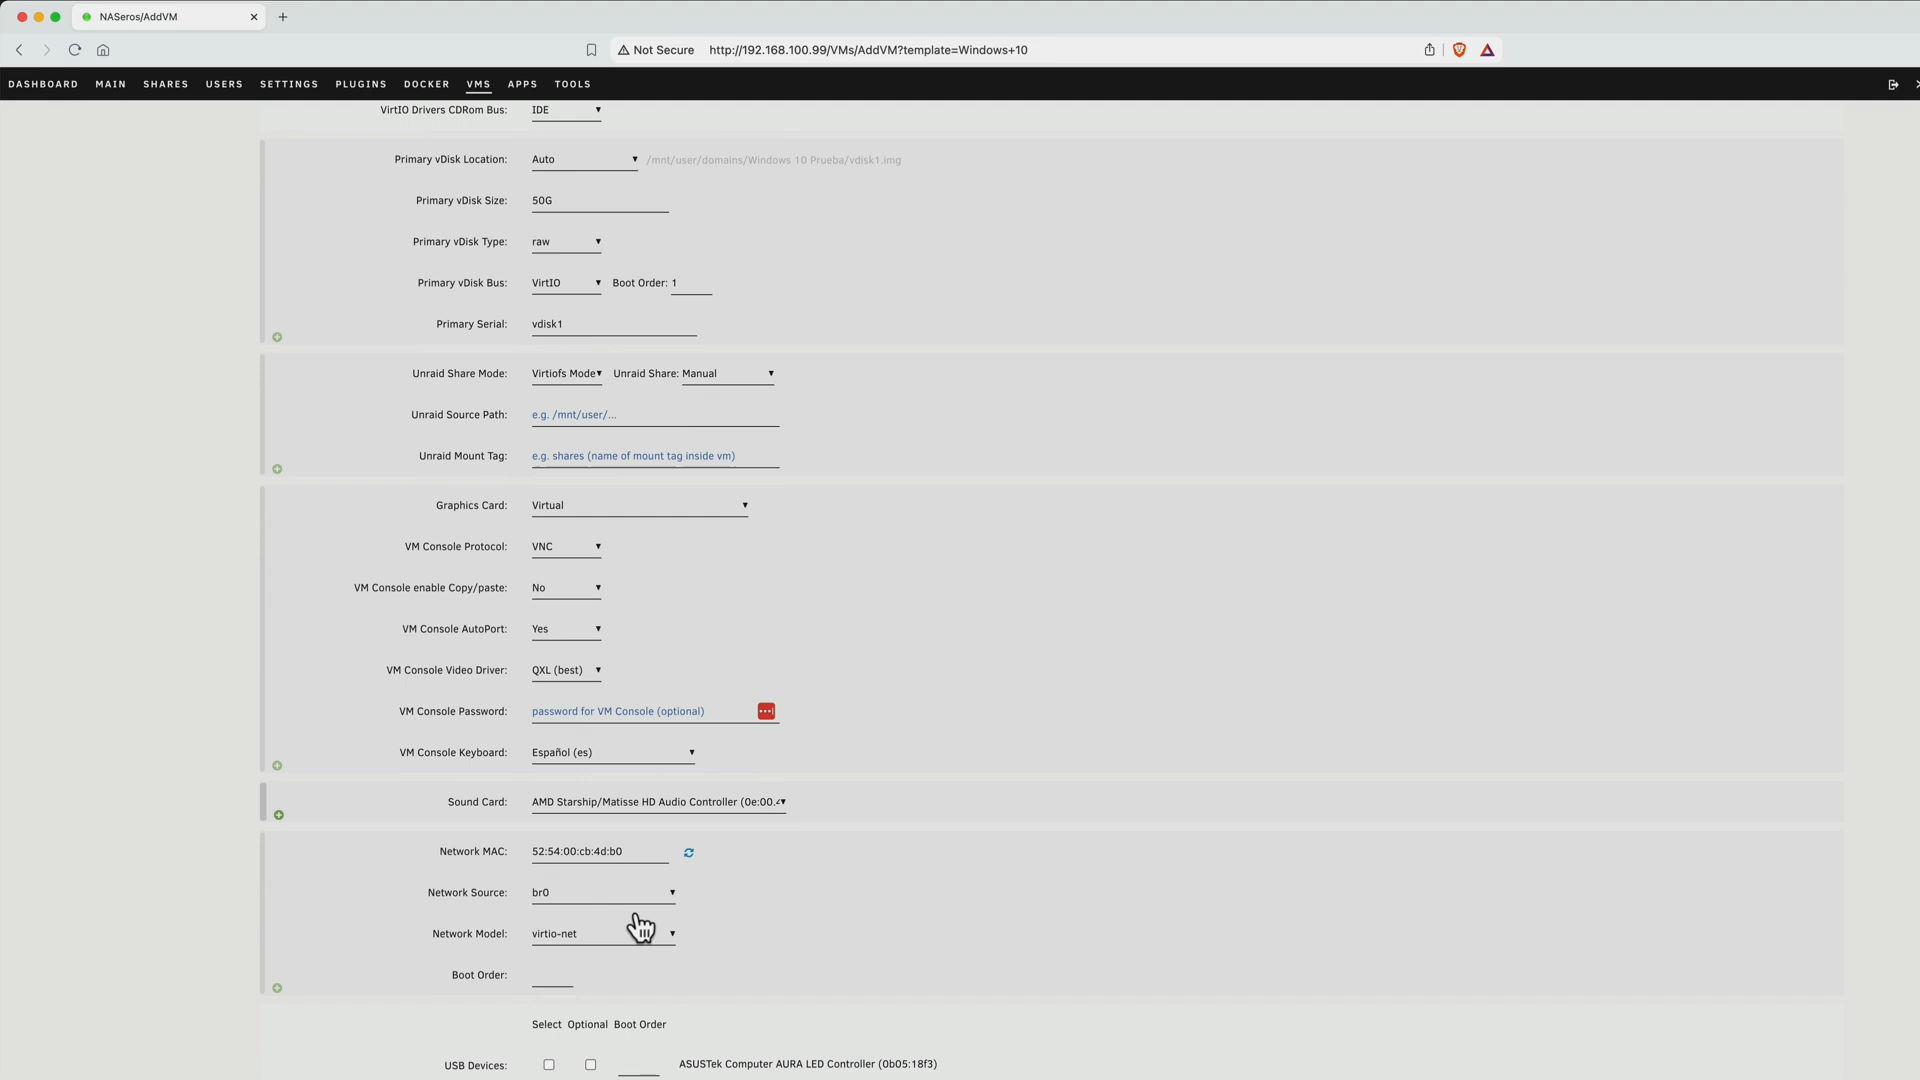 NASeros/AddVM
Not Secure http://192.168.100.99/VMs/AddVM?template=Windows+10
DASHBOARD MAIN SHARES USERS SETTINGS PLUGINS DOCKER VMS APPS TOOLS
VirtIO Drivers CDRom Bus: IDE
Primary vDisk Location: Auto /mnt/user/domains/Windows 10 Prueba/vdisk1.img
Primary vDisk Size: 50G
Primary vDisk Type: raw
Primary vDisk Bus: VirtIO Boot Order: 1
Primary Serial: vdisk1
Unraid Share Mode: Virtiofs Mode Unraid Share: Manual
Unraid Source Path: e.g. /mnt/user/...
Unraid Mount Tag: e.g. shares (name of mount tag inside vm)
Graphics Card: Virtual
VM Console Protocol: VNC
VM Console enable Copy/paste: No
VM Console AutoPort: Yes
VM Console Video Driver: QXL (best)
VM Console Password: password for VM Console (optional)
VM Console Keyboard: Español (es)
Sound Card: AMD Starship/Matisse HD Audio Controller (0e:00.4
Network MAC: 52:54:00:cb:4d:b0
Network Source: br0
Network Model: virtio-net
Boot Order:
Select Optional Boot Order
USB Devices: ASUSTek Computer AURA LED Controller (0b05:18f3)